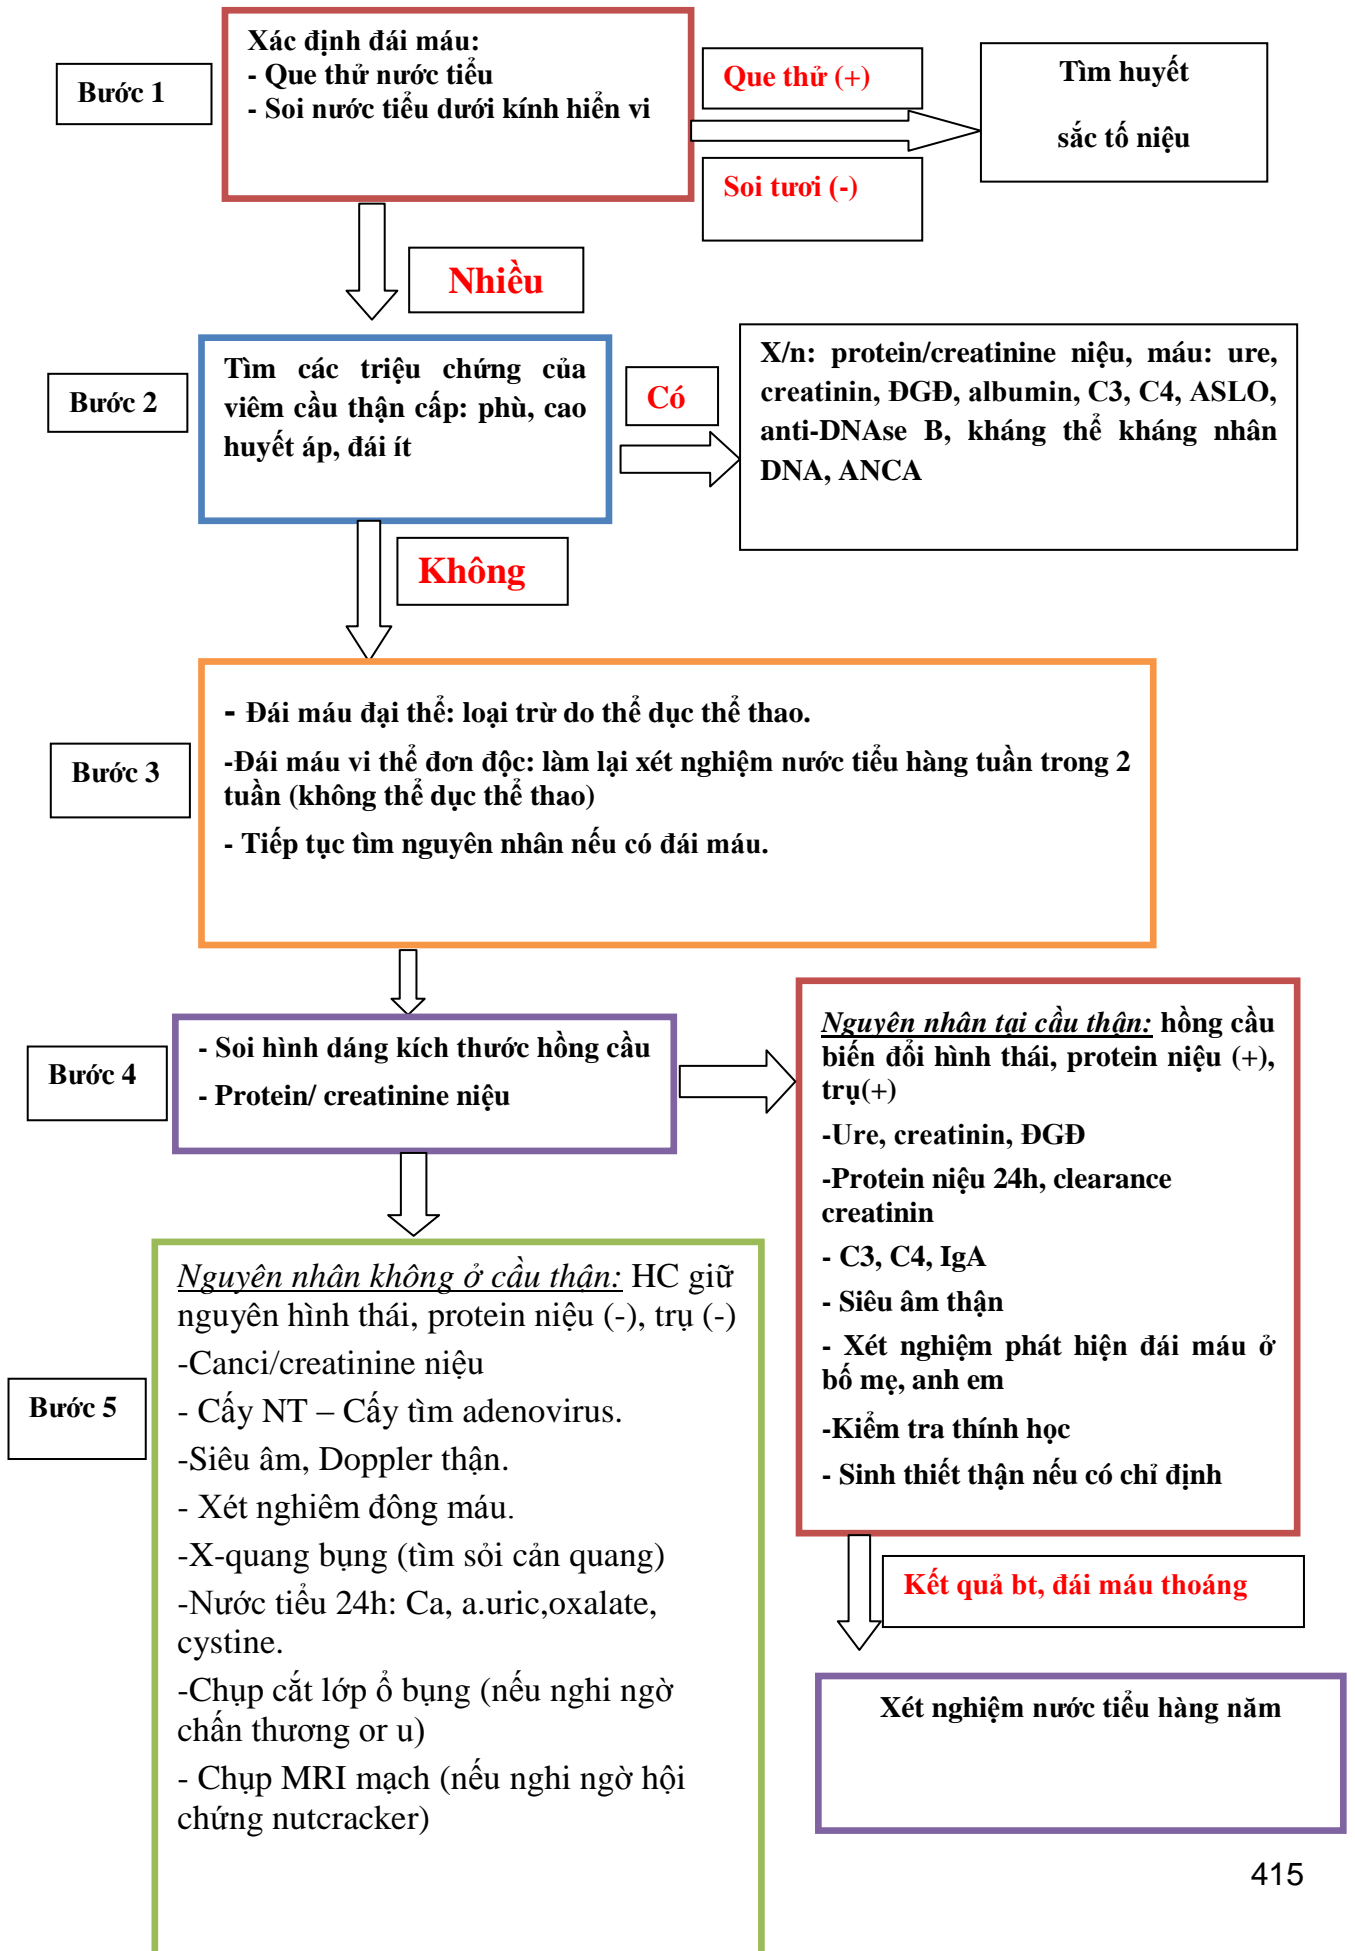 Bước 1
Xác định đái máu:
- Que thử nước tiểu
- Soi nước tiểu dưới kính hiển vi
Que thử (+)
Soi tươi (-)
Tìm huyết
sắc tố niệu
Nhiều
Bước 2
Tìm các triệu chứng của
viêm cầu thận cấp: phù, cao
huyết áp, đái ít
Có
X/n: protein/creatinine niệu, máu: ure,
creatinin, ĐGĐ, albumin, C3, C4, ASLO,
anti-DNAse B, kháng thể kháng nhân
DNA, ANCA
Không
Bước 3
- Đái máu đại thể: loại trừ do thể dục thể thao.
-Đái máu vi thể đơn độc: làm lại xét nghiệm nước tiểu hàng tuần trong 2
tuần (không thể dục thể thao)
- Tiếp tục tìm nguyên nhân nếu có đái máu.
Bước 4
- Soi hình dáng kích thước hồng cầu
- Protein/ creatinine niệu
Nguyên nhân tại cầu thận: hồng cầu
biến đổi hình thái, protein niệu (+),
trụ(+)
-Ure, creatinin, ĐGĐ
-Protein niệu 24h, clearance
creatinin
- C3, C4, IgA
- Siêu âm thận
- Xét nghiệm phát hiện đái máu ở
bố mẹ, anh em
-Kiểm tra thính học
- Sinh thiết thận nếu có chỉ định
Bước 5
Nguyên nhân không ở cầu thận: HC giữ
nguyên hình thái, protein niệu (-), trụ (-)
-Canci/creatinine niệu
- Cấy NT – Cấy tìm adenovirus.
-Siêu âm, Doppler thận.
- Xét nghiêm đông máu.
-X-quang bụng (tìm sỏi cản quang)
-Nước tiểu 24h: Ca, a.uric,oxalate,
cystine.
-Chụp cắt lớp ổ bụng (nếu nghi ngờ
chấn thương or u)
- Chụp MRI mạch (nếu nghi ngờ hội
chứng nutcracker)
Kết quả bt, đái máu thoáng
Xét nghiệm nước tiểu hàng năm
415